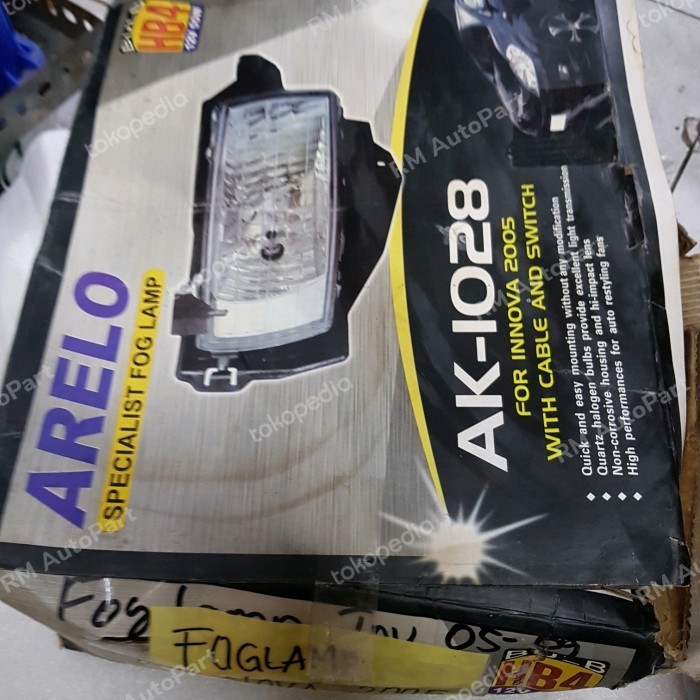 BULB
HB4
12V
ARELO
SPECIALIST FOG LAMP
AK-1028
FOR INNOVA 2005
WITH CABLE AND SWITCH
Quick and easy mounting without any modification
Quartz halogen bulbs provide excellent light transmission
Non-corrosive housing and hi-impact lens
High performances for auto restyling fans
Fog Lamp Inv 05-
FOGLAMP
BULB
HB4
12V
tokopedia
RM AutoPart